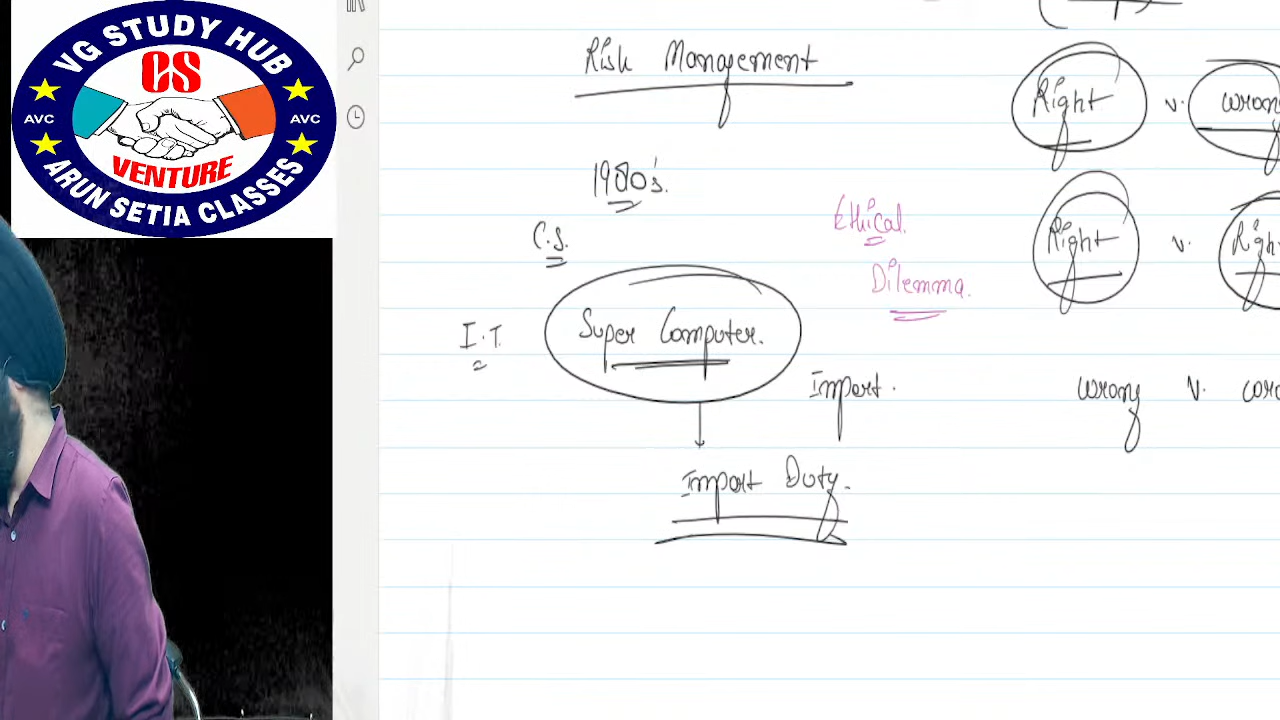 VG STUDY HUB
CS
AVC
AVC
VENTURE
ARUN SETIA CLASSES
Risk Management
1980's.
C.S.
Ethical
Dilemma.
I.T.
Super Computer.
Import.
Import Duty.
Right v. wrong
Right v.
wrong v.